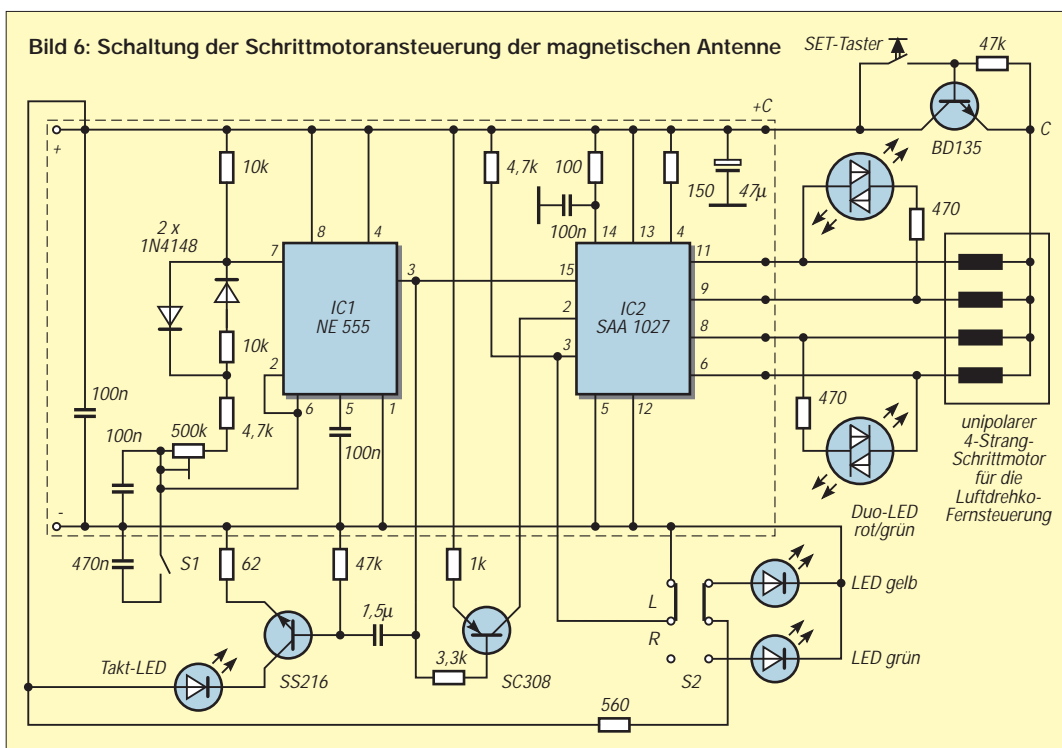 Bild 6: Schaltung der Schrittmotoransteuerung der magnetischen Antenne
SET-Taster
47k
+C
C
BD135
+
10k
4,7k
100
150
47µ
100n
2 x
1N4148
8
4
14
13
4
11
470
7
3
15
IC1
NE 555
2
IC2
SAA 1027
9
10k
3
8
2
6
6
5
1
5
12
100n
4,7k
100n
500k
100n
470
unipolarer
4-Strang-
Schrittmotor
für die
Luftdrehko-
Fernsteuerung
Duo-LED
rot/grün
-
470n
S1
62
47k
1k
L
R
LED gelb
1,5µ
LED grün
Takt-LED
SS216
3,3k
SC308
S2
560